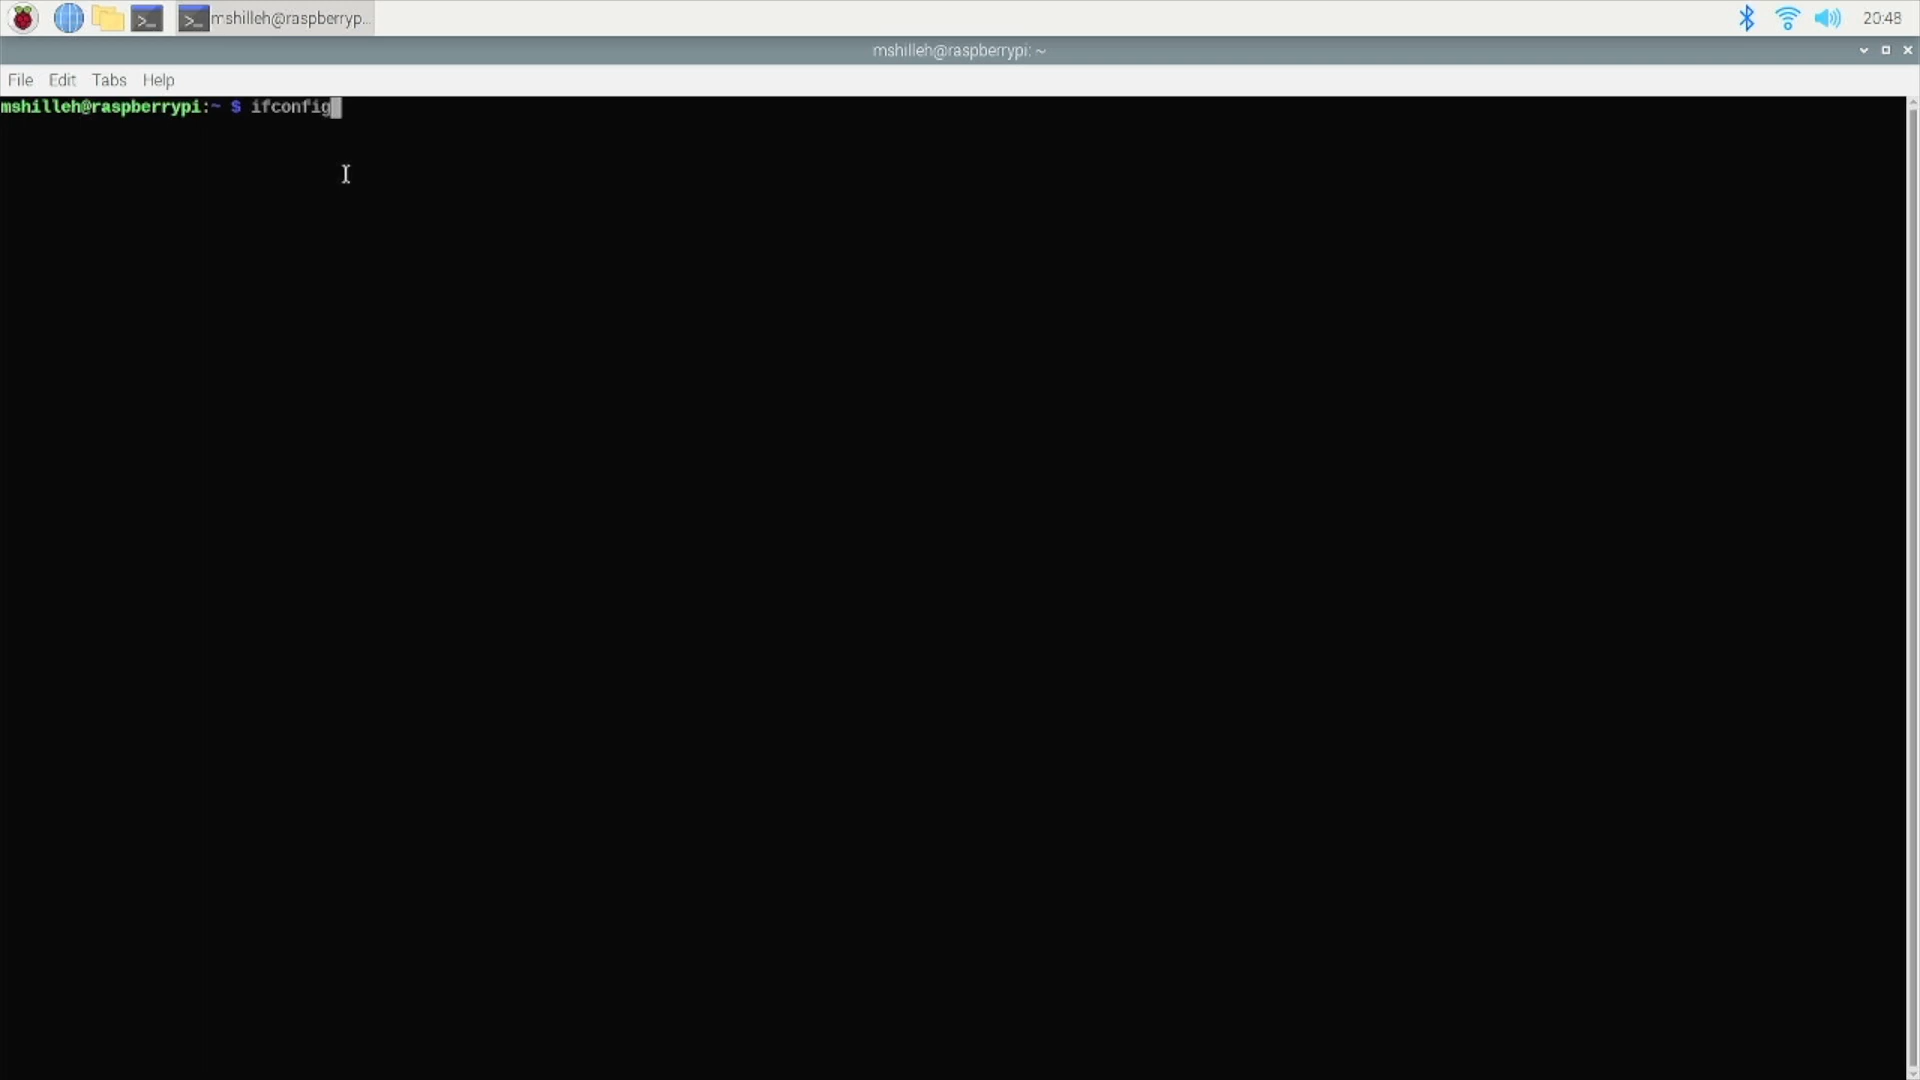 mshilleh@raspberryp... 20:48
mshilleh@raspberrypi: ~
File Edit Tabs Help
mshilleh@raspberrypi:~ $ ifconfig